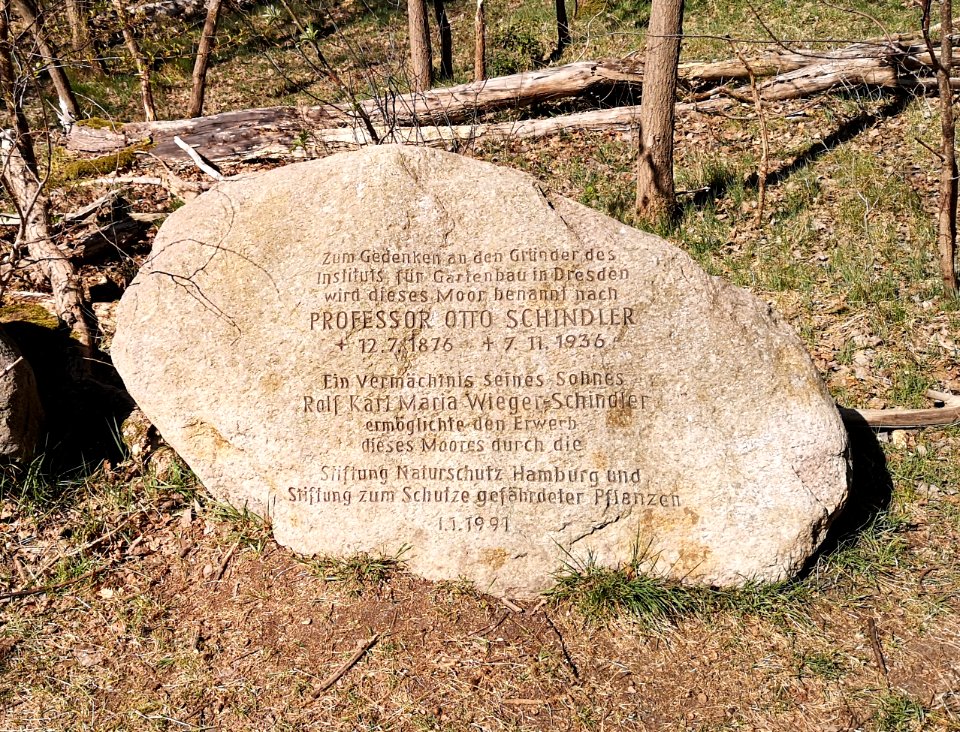 Zum Gedenken an den Gründer des
Instituts für Gartenbau in Dresden
wird dieses Moor benannt nach
PROFESSOR OTTO SCHINDLER
+ 12.7.1876 + 7.11.1936
Ein Vermächtnis seines Sohnes
Rolf Karl Maria Wieger-Schindler
ermöglichte den Erwerb
dieses Moores durch die
Stiftung Naturschutz Hamburg und
Stiftung zum Schutze gefährdeter Pflanzen
1.1.1991